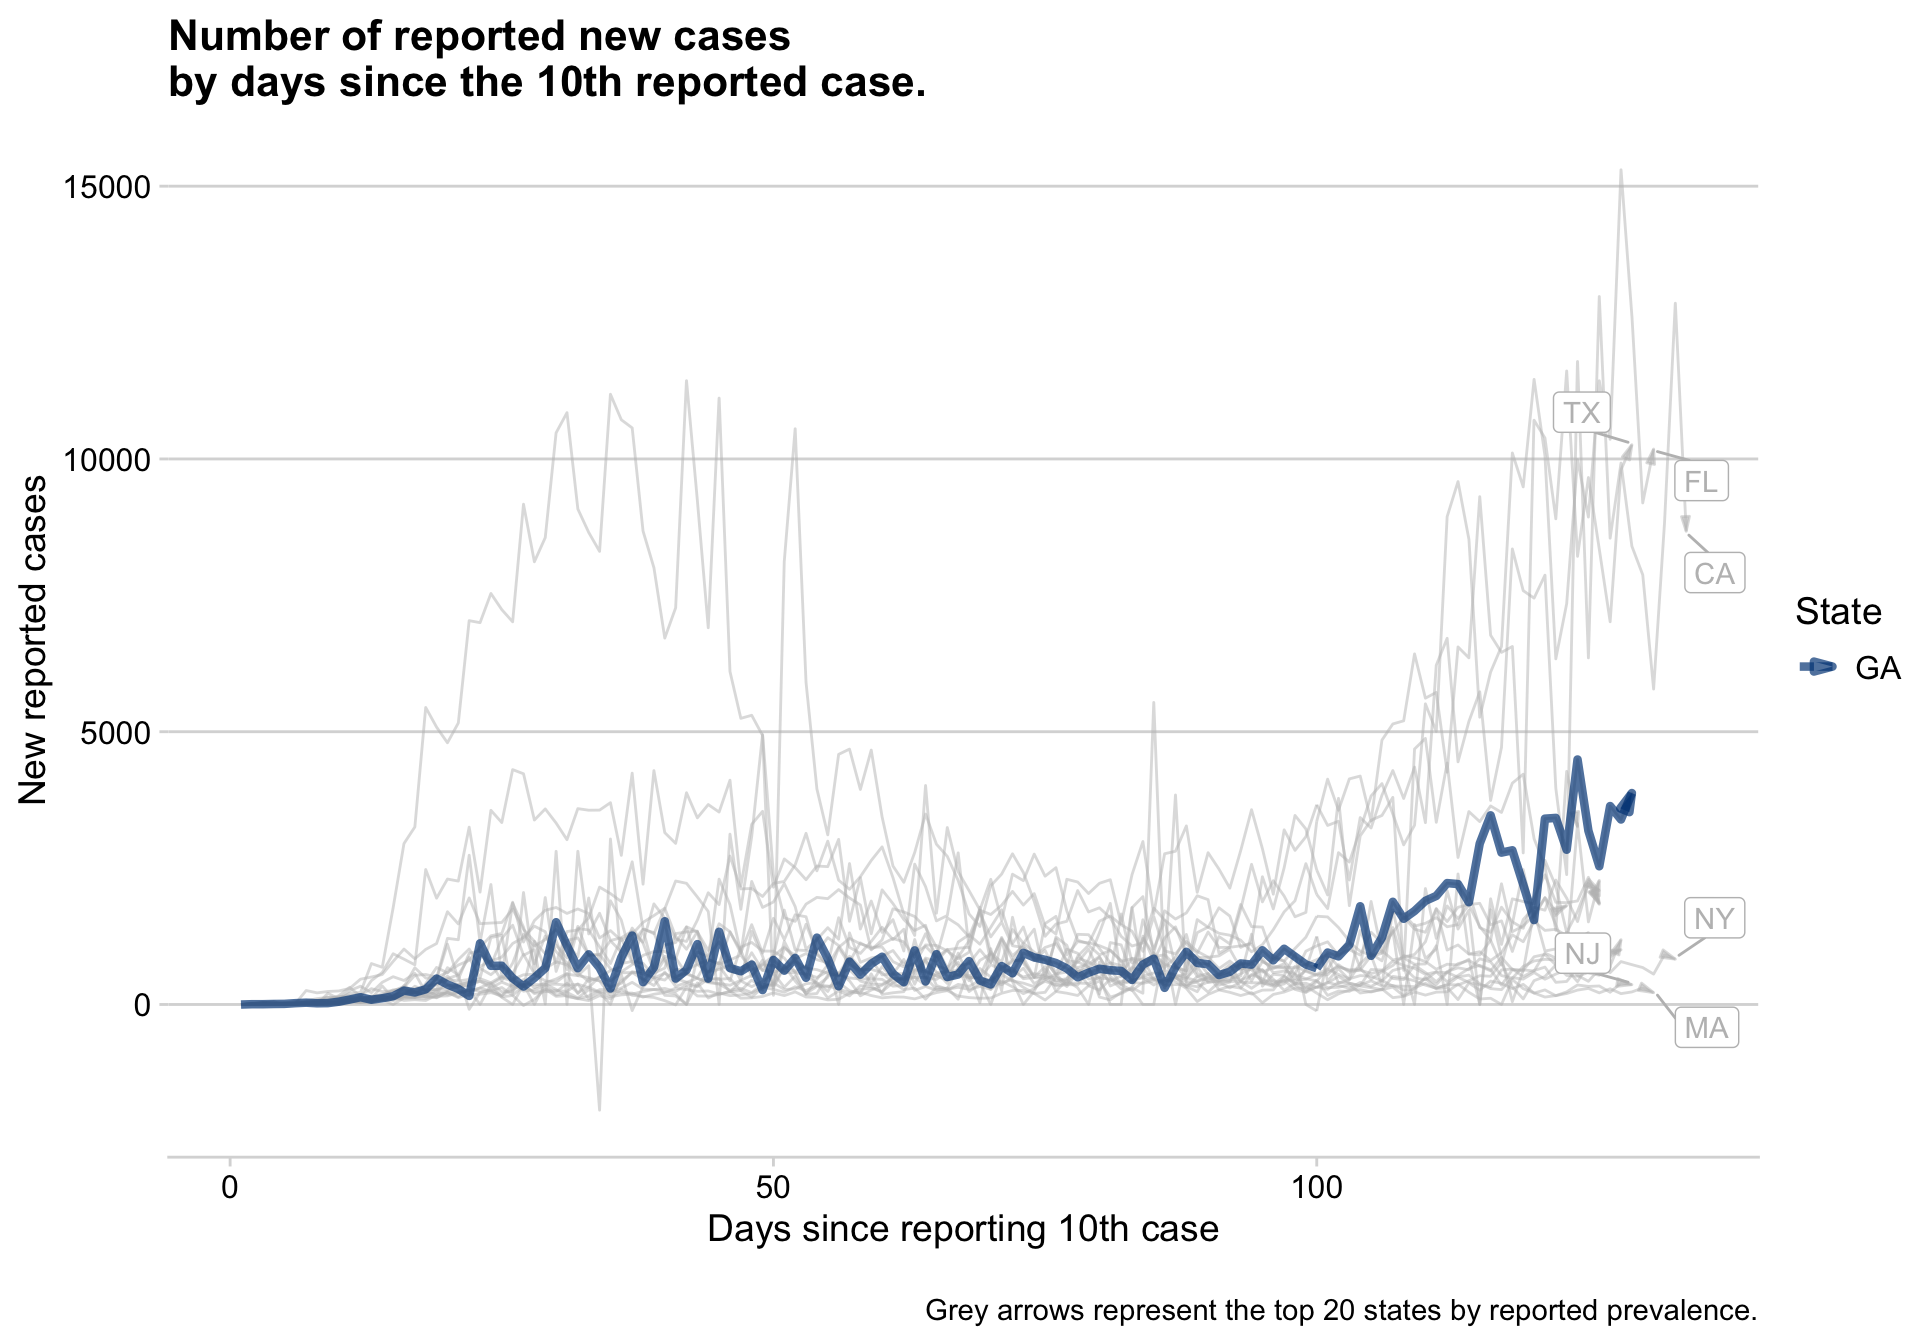 Number of reported new cases
by days since the 10th reported case.
New reported cases
15000
10000
5000
0
TX
FL
CA
NY
NJ
MA
State
GA
0
50
100
Days since reporting 10th case
Grey arrows represent the top 20 states by reported prevalence.